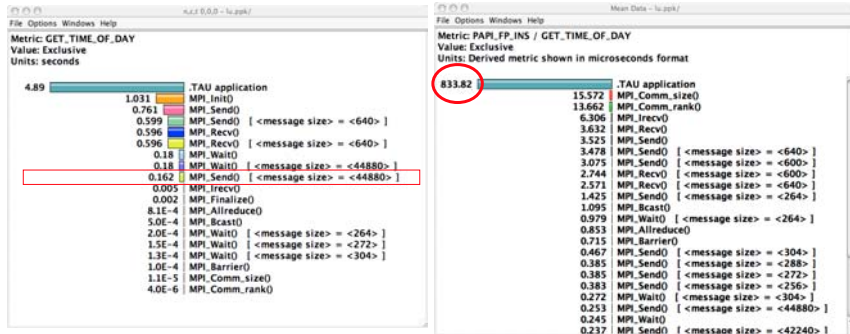 n,c,t 0,0,0 - lu.ppk/
File Options Windows Help
Metric: GET_TIME_OF_DAY
Value: Exclusive
Units: seconds
4.89 .TAU application
1.031 MPI_Init()
0.761 MPI_Send()
0.599 MPI_Send() [ <message size> = <640> ]
0.596 MPI_Recv()
0.596 MPI_Recv() [ <message size> = <640> ]
0.18 MPI_Wait()
0.18 MPI_Wait() [ <message size> = <44880> ]
0.162 MPI_Send() [ <message size> = <44880> ]
0.005 MPI_Irecv()
0.002 MPI_Finalize()
8.1E-4 MPI_Allreduce()
5.0E-4 MPI_Bcast()
2.0E-4 MPI_Wait() [ <message size> = <264> ]
1.5E-4 MPI_Wait() [ <message size> = <272> ]
1.3E-4 MPI_Wait() [ <message size> = <304> ]
1.0E-4 MPI_Barrier()
1.1E-5 MPI_Comm_size()
4.0E-6 MPI_Comm_rank()
Mean Data - lu.ppk/
File Options Windows Help
Metric: PAPI_FP_INS / GET_TIME_OF_DAY
Value: Exclusive
Units: Derived metric shown in microseconds format
833.82 .TAU application
15.572 MPI_Comm_size()
13.662 MPI_Comm_rank()
6.306 MPI_Irecv()
3.632 MPI_Recv()
3.525 MPI_Send()
3.478 MPI_Send() [ <message size> = <640> ]
3.075 MPI_Send() [ <message size> = <600> ]
2.744 MPI_Recv() [ <message size> = <600> ]
2.571 MPI_Recv() [ <message size> = <640> ]
1.425 MPI_Send() [ <message size> = <264> ]
1.095 MPI_Bcast()
0.979 MPI_Wait() [ <message size> = <264> ]
0.853 MPI_Allreduce()
0.715 MPI_Barrier()
0.467 MPI_Send() [ <message size> = <304> ]
0.385 MPI_Send() [ <message size> = <288> ]
0.385 MPI_Send() [ <message size> = <272> ]
0.383 MPI_Send() [ <message size> = <256> ]
0.272 MPI_Wait() [ <message size> = <304> ]
0.253 MPI_Send() [ <message size> = <44880> ]
0.245 MPI_Wait()
0.237 MPI_Send() [ <message size> = <42240> ]